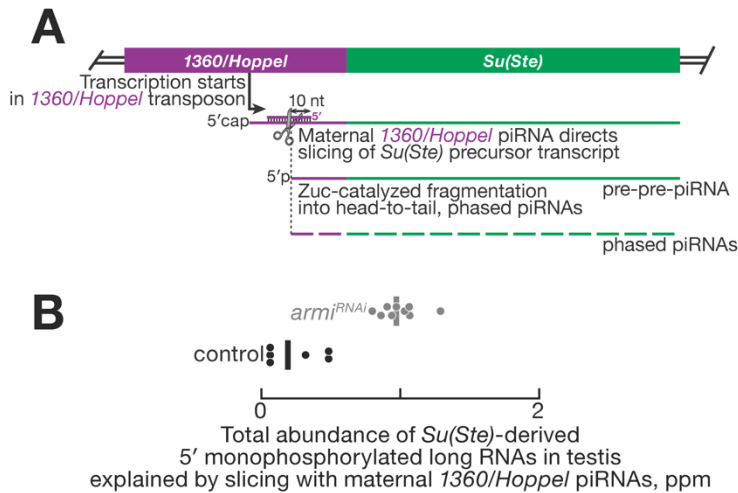 A
1360/Hoppel
Su(Ste)
Transcription starts
in 1360/Hoppel transposon
10 nt
5′
5′cap
Maternal 1360/Hoppel piRNA directs
slicing of Su(Ste) precursor transcript
5′p
Zuc-catalyzed fragmentation
into head-to-tail, phased piRNAs
pre-pre-piRNA
phased piRNAs
B
armiRNAi
control
0
2
Total abundance of Su(Ste)-derived
5′ monophosphorylated long RNAs in testis
explained by slicing with maternal 1360/Hoppel piRNAs, ppm